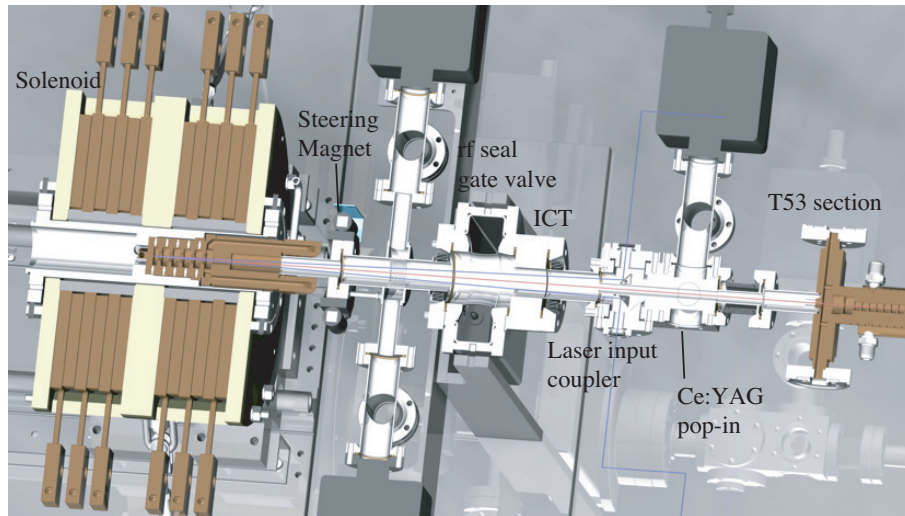 Solenoid
Steering
Magnet
rf seal
gate valve
ICT
T53 section
Laser input
coupler
Ce:YAG
pop-in